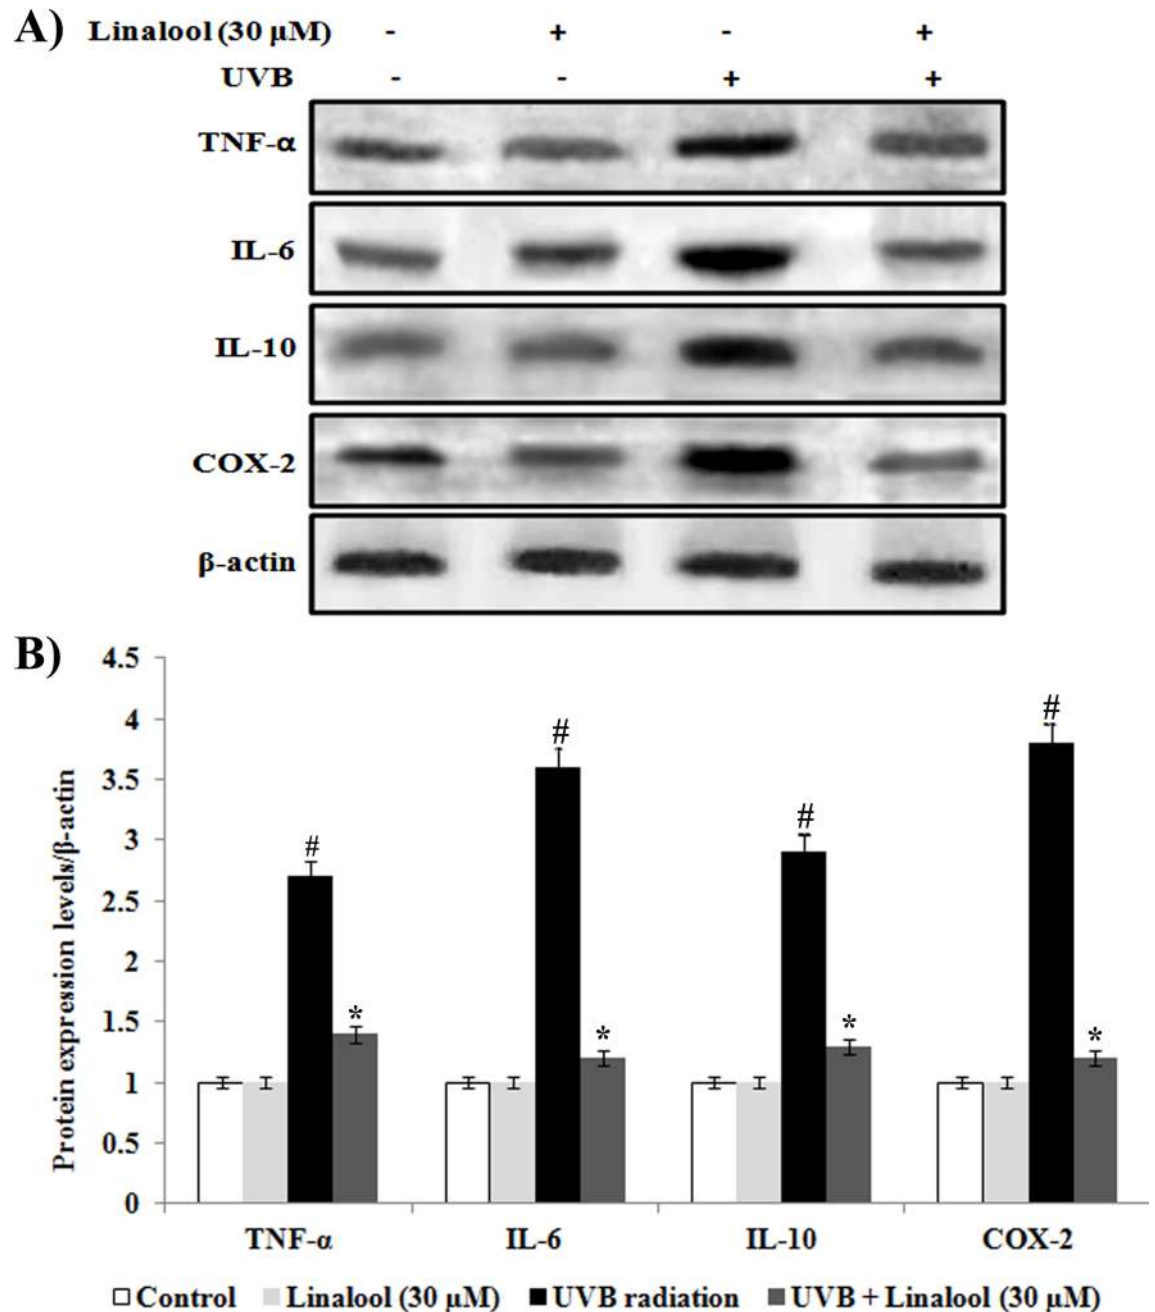 A) Linalool (30 μM) - + - +
UVB - - + +
TNF-α
IL-6
IL-10
COX-2
β-actin
B)
Protein expression levels/β-actin
4.5
4
3.5
3
2.5
2
1.5
1
0.5
0
# # # #
* * * *
TNF-α IL-6 IL-10 COX-2
Control Linalool (30 μM) UVB radiation UVB + Linalool (30 μM)